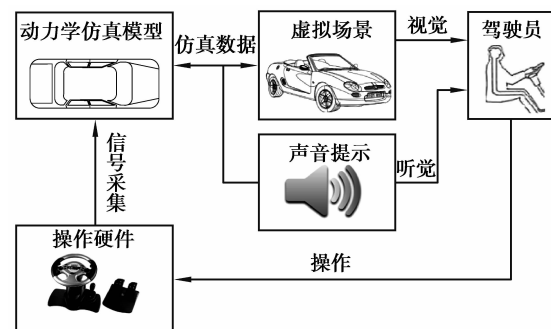 动力学仿真模型
仿真数据
虚拟场景
视觉
驾驶员
信号采集
声音提示
听觉
操作硬件
操作